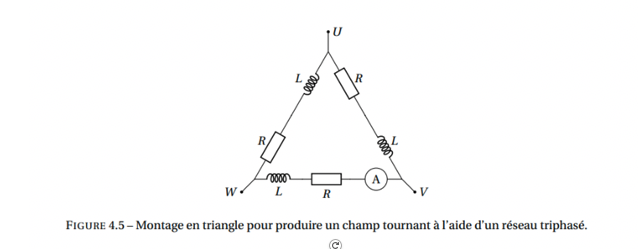 U
L R
R L
A
W L R V
FIGURE 4.5 – Montage en triangle pour produire un champ tournant à l'aide d'un réseau triphasé.